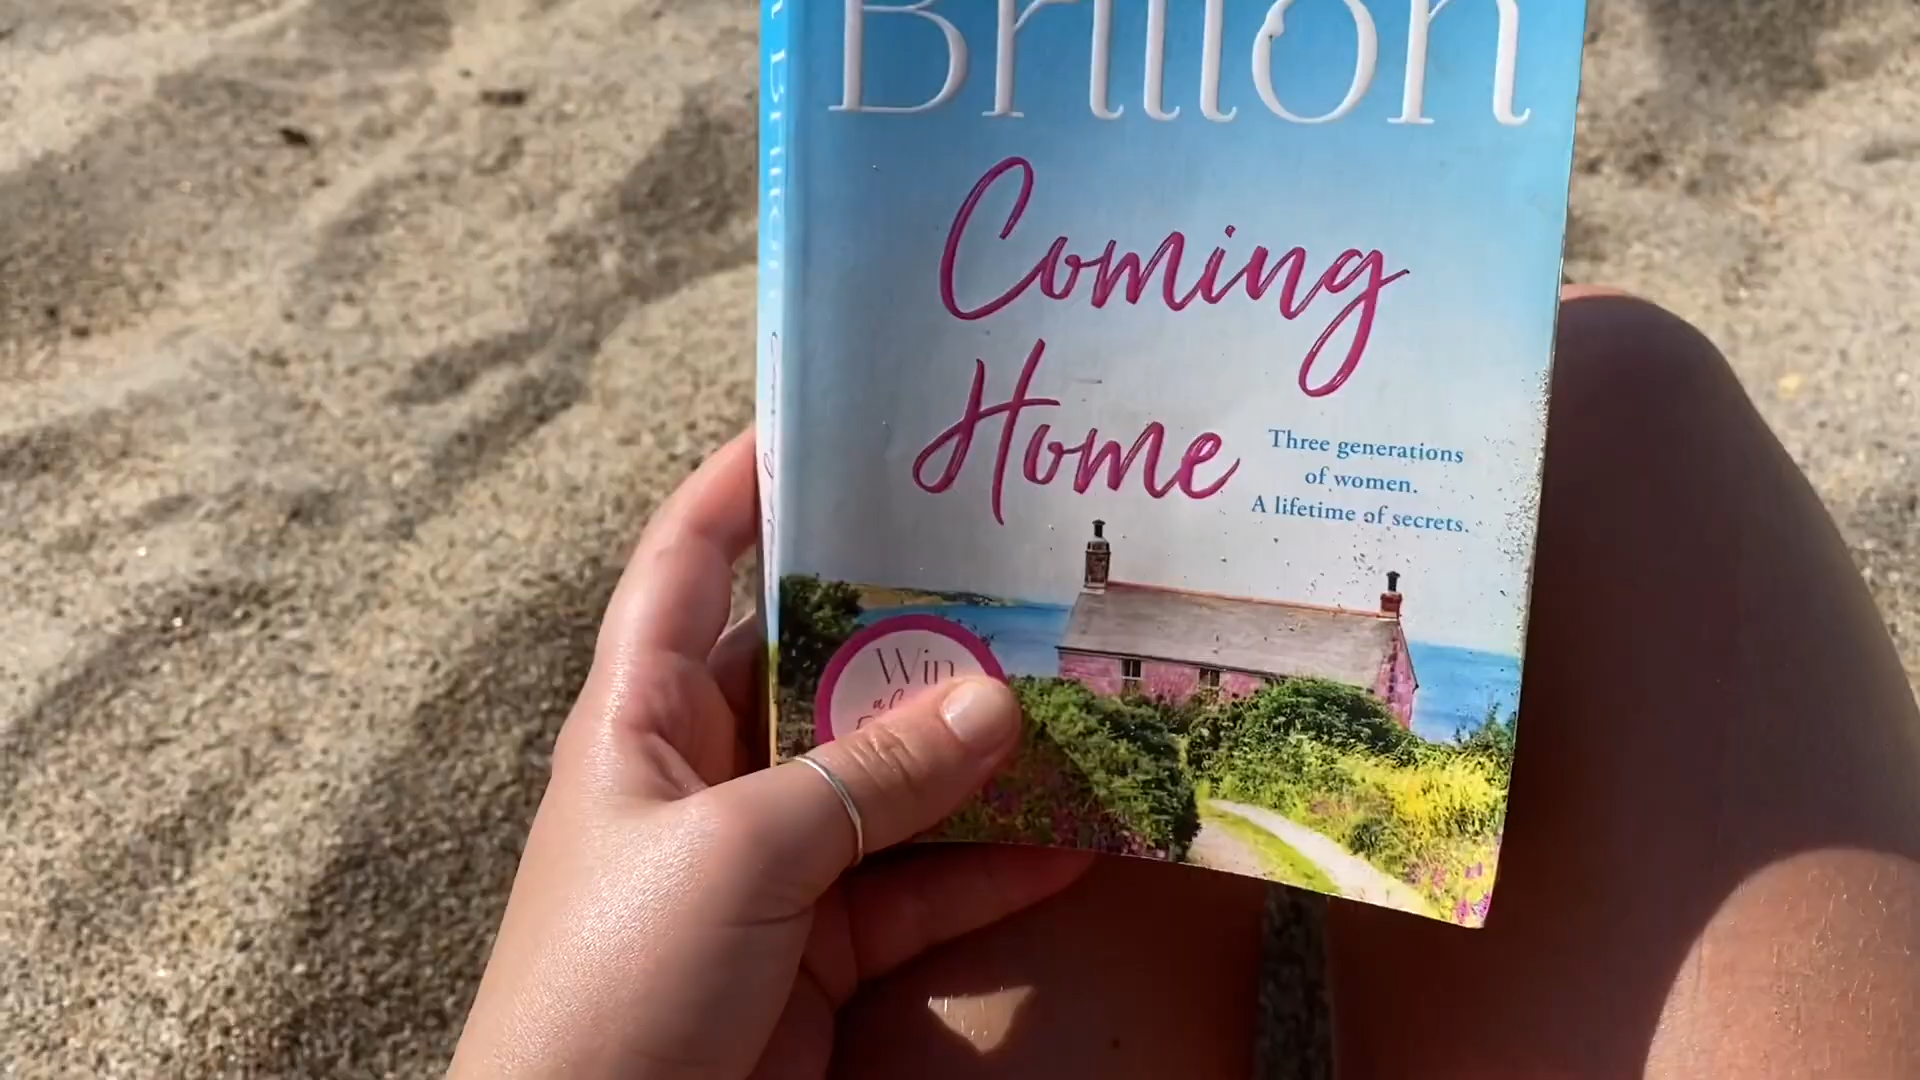 Britton
Coming
Home
Three generations
of women.
A lifetime of secrets.
Win
a